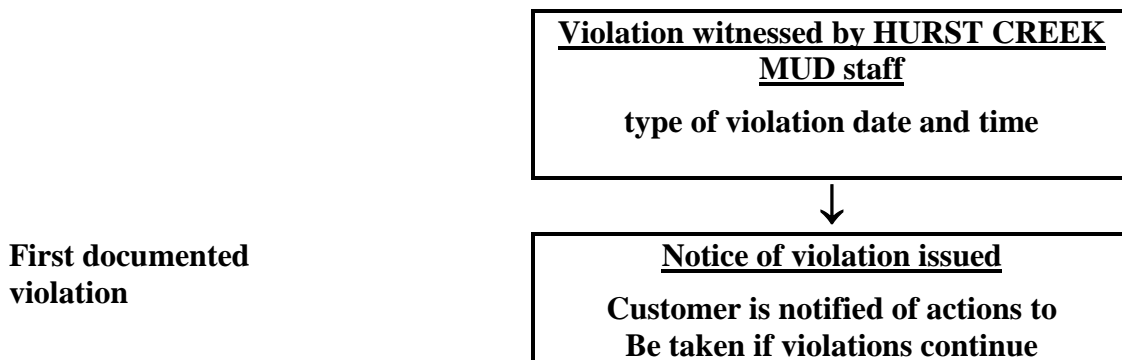 Violation witnessed by HURST CREEK
MUD staff
type of violation date and time
↓
First documented
violation
Notice of violation issued
Customer is notified of actions to
Be taken if violations continue